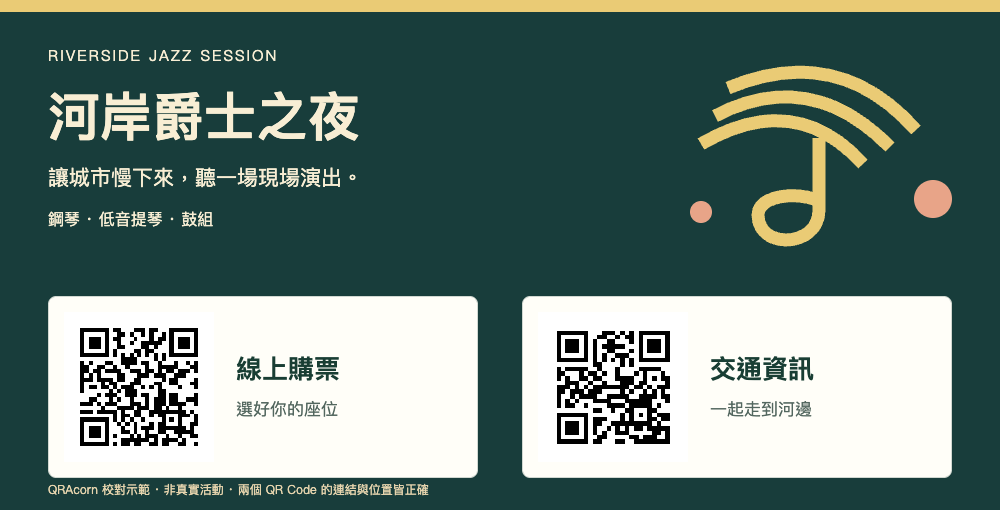 RIVERSIDE JAZZ SESSION
河岸爵士之夜
讓城市慢下來，聽一場現場演出。
鋼琴 · 低音提琴 · 鼓組
線上購票
選好你的座位
交通資訊
一起走到河邊
QRAcorn 校對示範 · 非真實活動 · 兩個 QR Code 的連結與位置皆正確